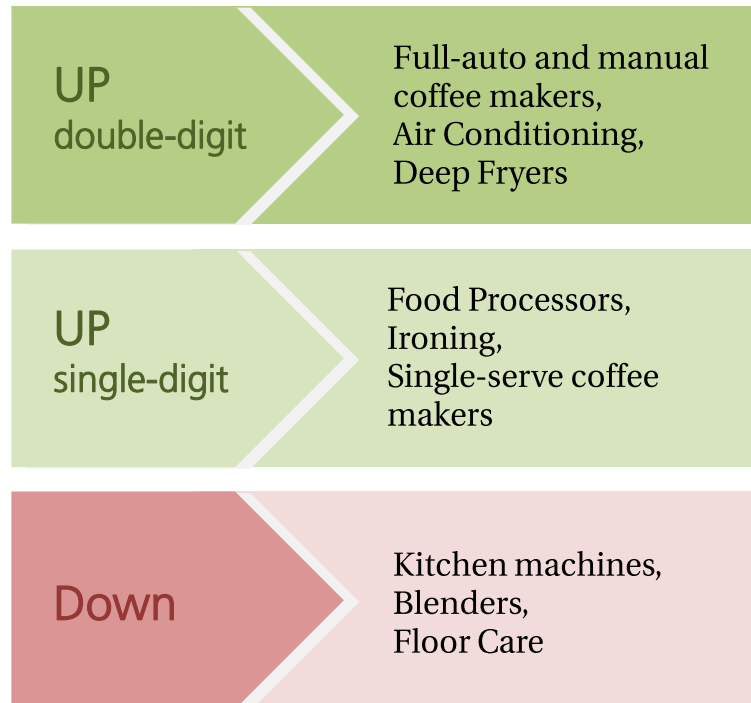 UP
double-digit
Full-auto and manual
coffee makers,
Air Conditioning,
Deep Fryers
UP
single-digit
Food Processors,
Ironing,
Single-serve coffee
makers
Down
Kitchen machines,
Blenders,
Floor Care